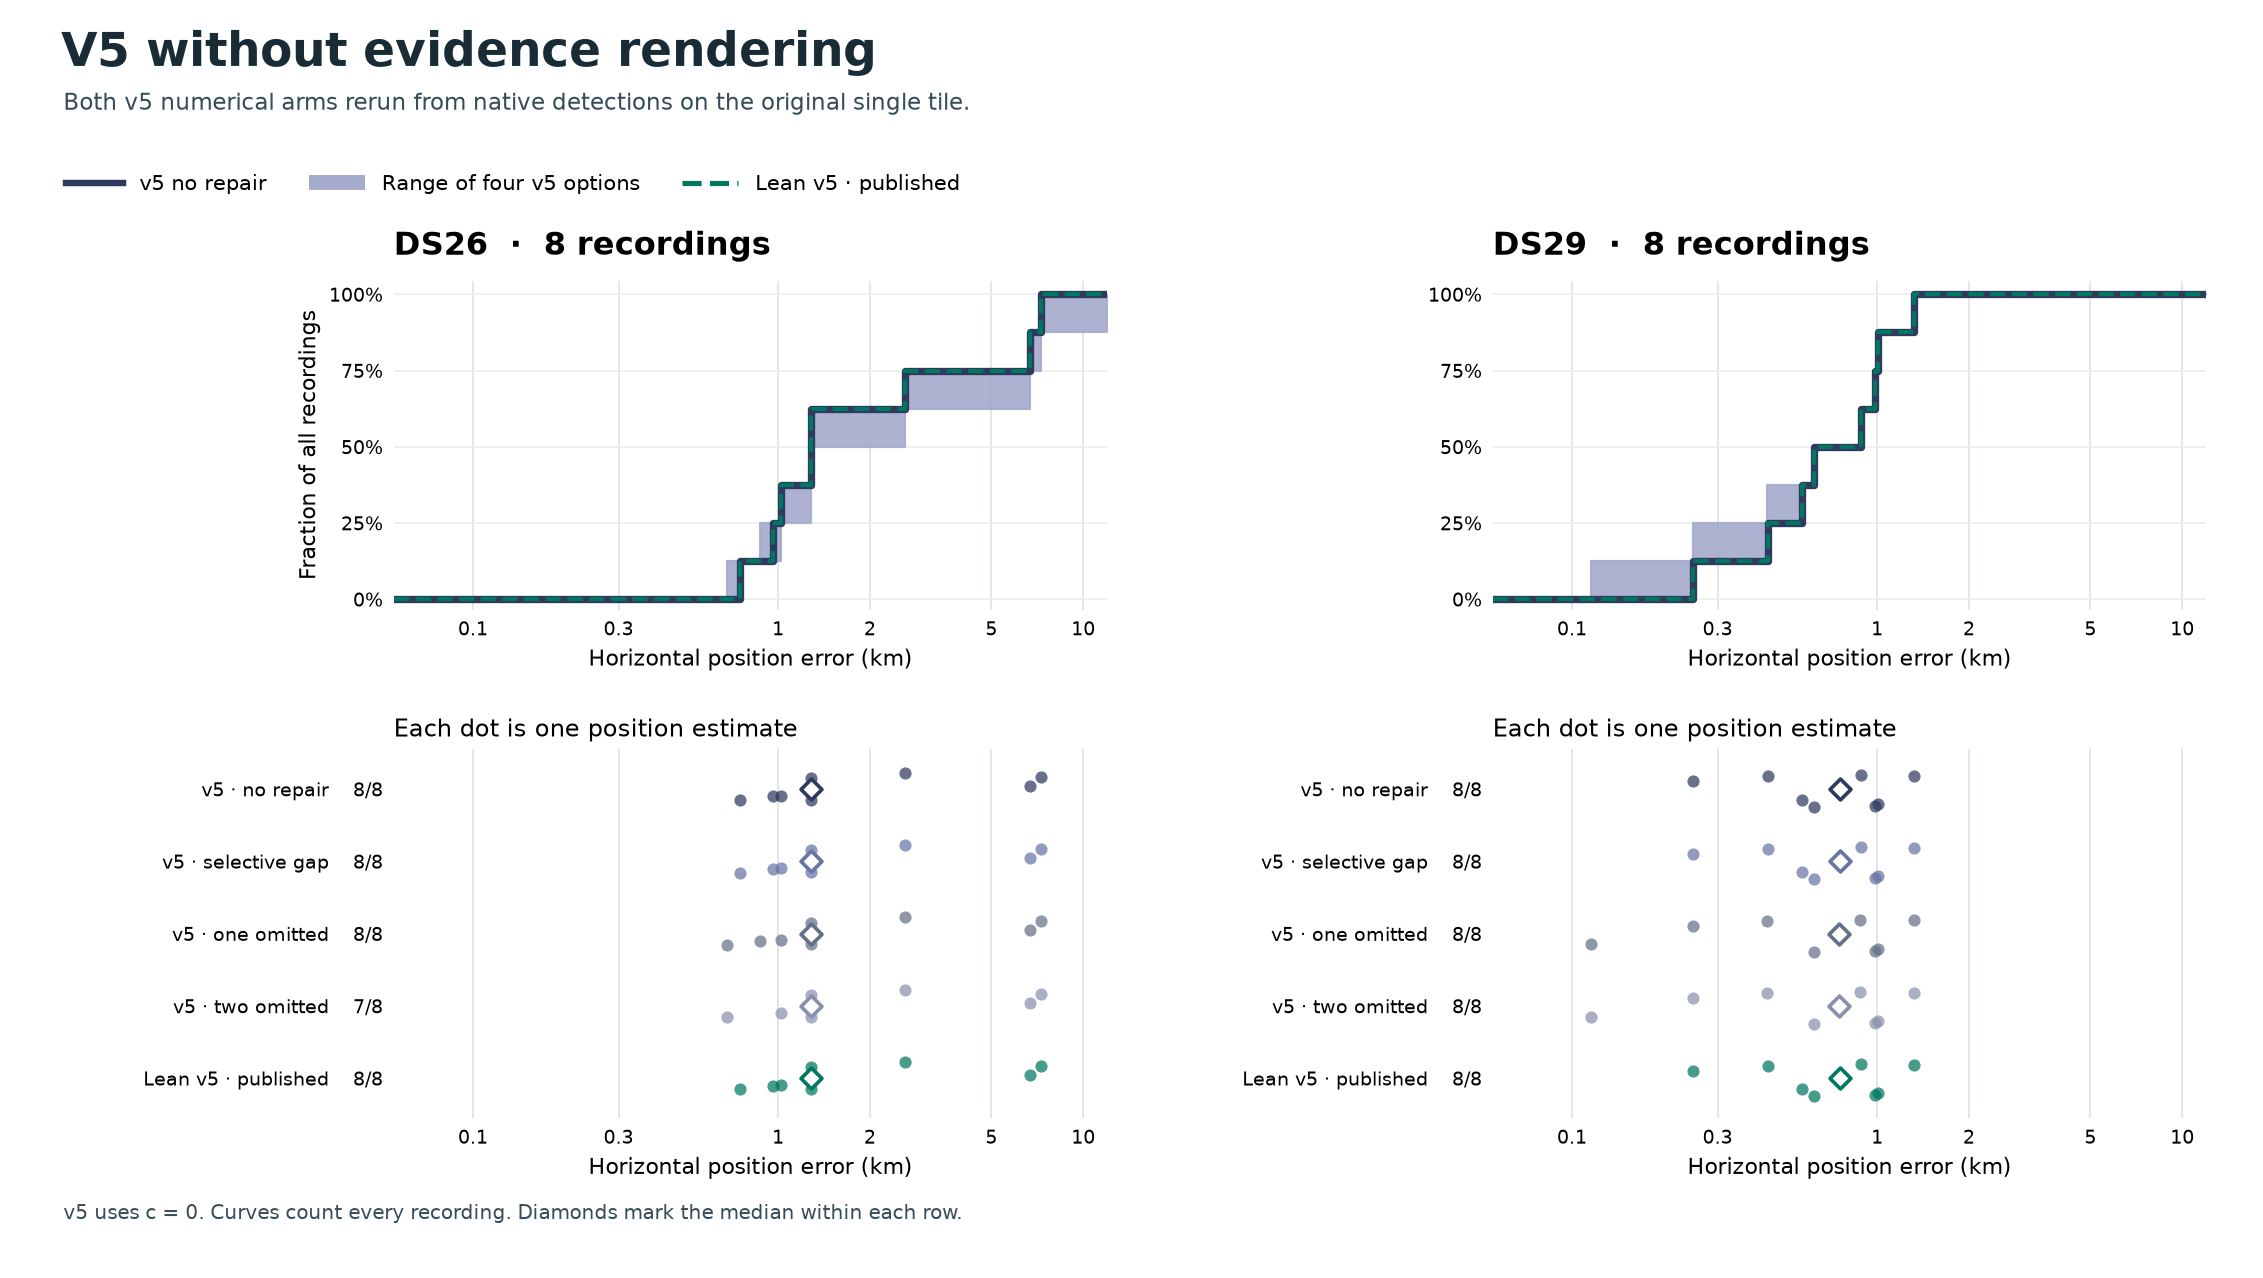 V5 without evidence rendering
Both v5 numerical arms rerun from native detections on the original single tile.
v5 no repair
Range of four v5 options
Lean v5 · published
DS26 · 8 recordings
100%
75%
50%
25%
0%
Fraction of all recordings
0.1 0.3 1 2 5 10
Horizontal position error (km)
DS29 · 8 recordings
100%
75%
50%
25%
0%
0.1 0.3 1 2 5 10
Horizontal position error (km)
Each dot is one position estimate
v5 · no repair 8/8
v5 · selective gap 8/8
v5 · one omitted 8/8
v5 · two omitted 7/8
Lean v5 · published 8/8
0.1 0.3 1 2 5 10
Horizontal position error (km)
Each dot is one position estimate
v5 · no repair 8/8
v5 · selective gap 8/8
v5 · one omitted 8/8
v5 · two omitted 8/8
Lean v5 · published 8/8
0.1 0.3 1 2 5 10
Horizontal position error (km)
v5 uses c = 0. Curves count every recording. Diamonds mark the median within each row.